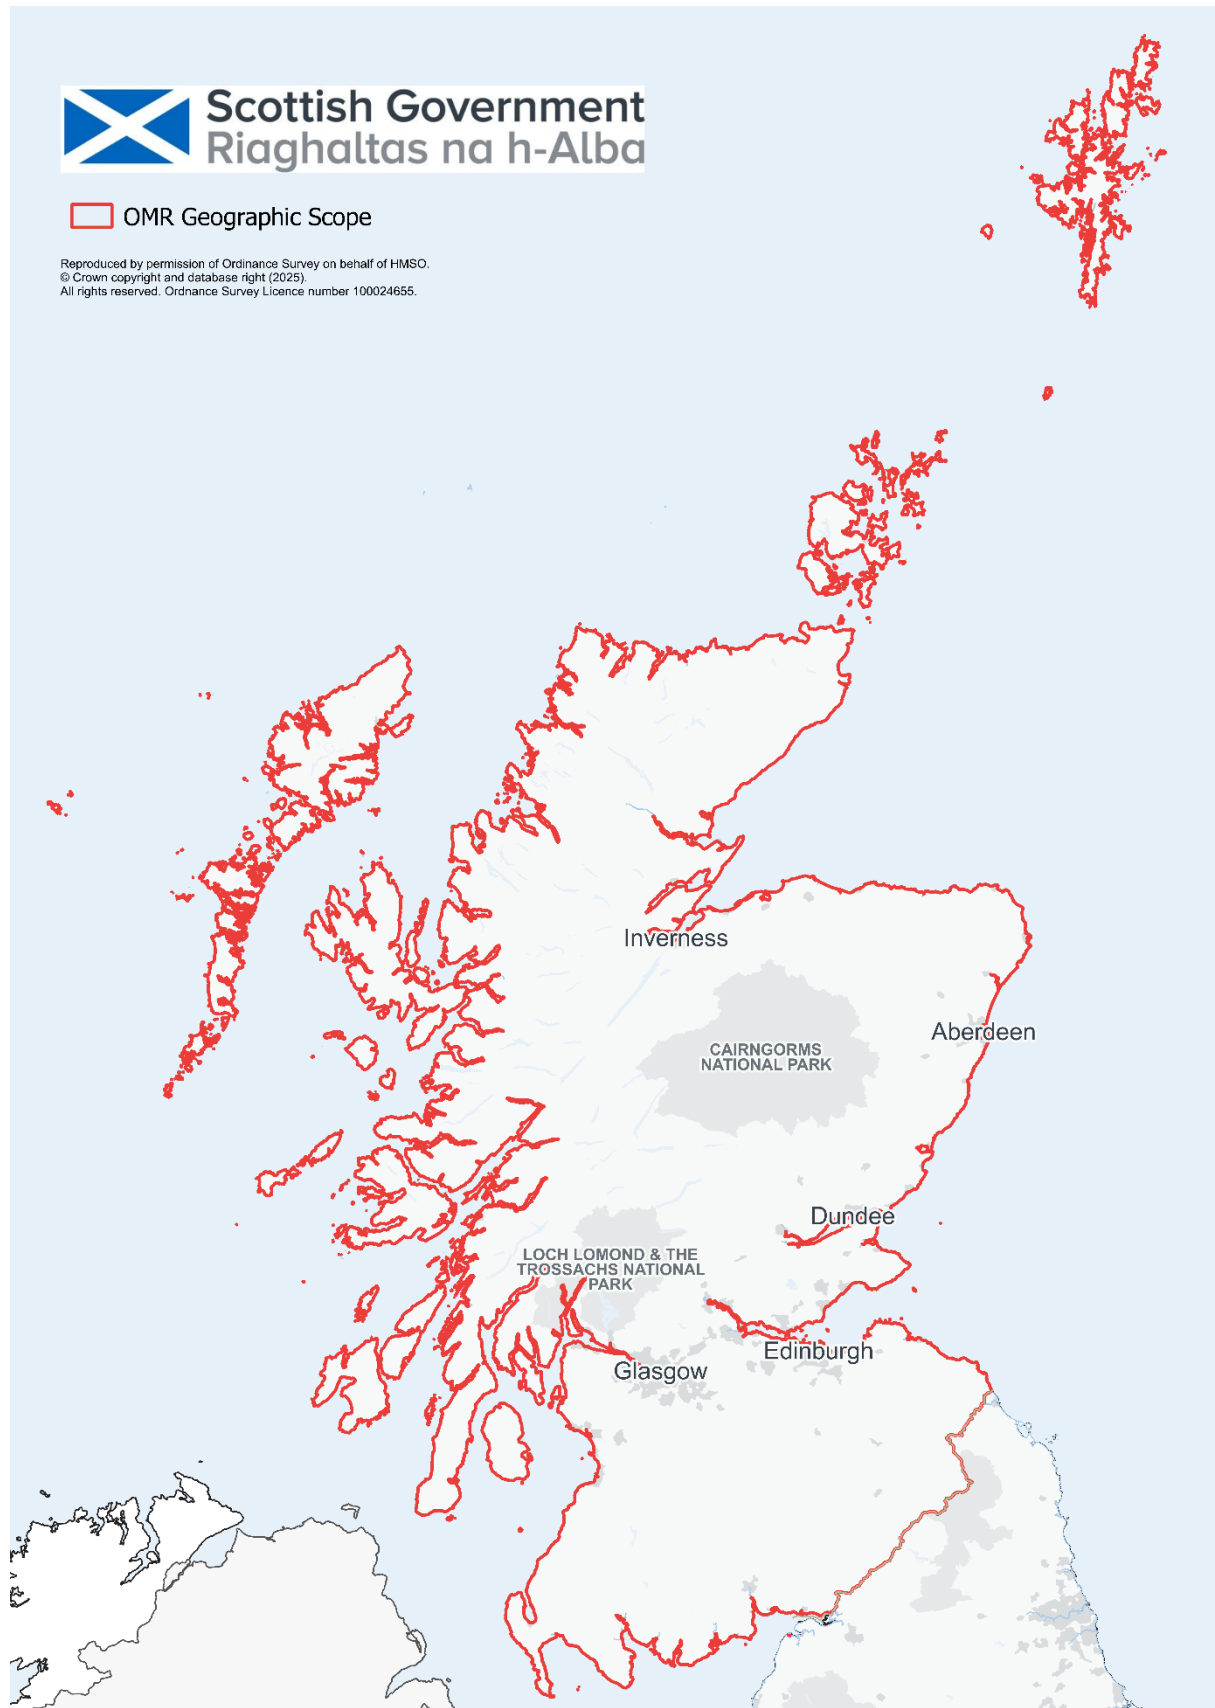 Scottish Government
Riaghaltas na h-Alba
OMR Geographic Scope
Reproduced by permission of Ordinance Survey on behalf of HMSO.
© Crown copyright and database right (2025).
All rights reserved. Ordnance Survey Licence number 100024655.
Inverness
Aberdeen
CAIRNGORMS
NATIONAL PARK
Dundee
LOCH LOMOND & THE
TROSSACHS NATIONAL
PARK
Edinburgh
Glasgow